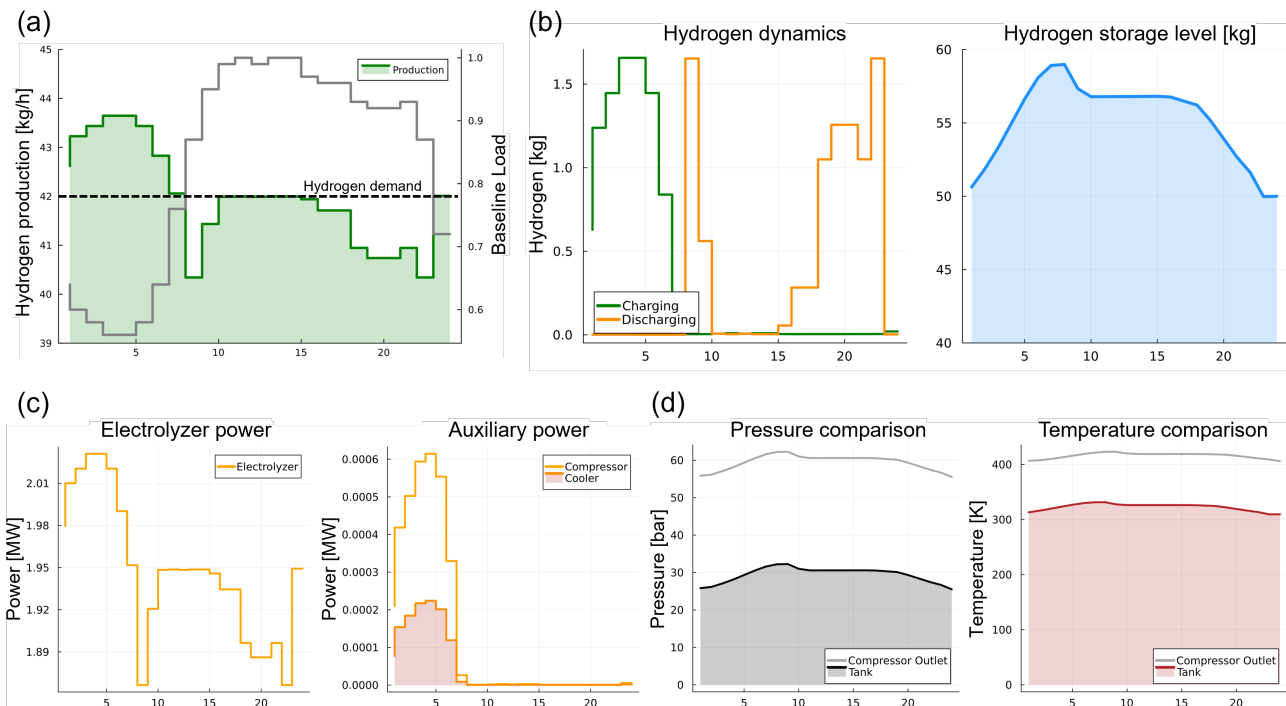 (a)
45
44
43
42
41
40
39
5
10
15
20
1.0
0.9
0.8
0.7
0.6
Hydrogen production [kg/h]
Baseline Load
Production
Hydrogen demand
(b)
Hydrogen dynamics
1.5
1.0
0.5
0.0
5
10
15
20
Hydrogen [kg]
Charging
Discharging
Hydrogen storage level [kg]
60
55
50
45
40
5
10
15
20
(c)
Electrolyzer power
2.01
1.98
1.95
1.92
1.89
5
10
15
20
Power [MW]
Electrolyzer
Auxiliary power
0.0006
0.0005
0.0004
0.0003
0.0002
0.0001
0.0000
5
10
15
20
Power [MW]
Compressor
Cooler
(d)
Pressure comparison
60
50
40
30
20
10
0
5
10
15
20
Pressure [bar]
Compressor Outlet
Tank
Temperature comparison
400
300
200
100
0
5
10
15
20
Temperature [K]
Compressor Outlet
Tank